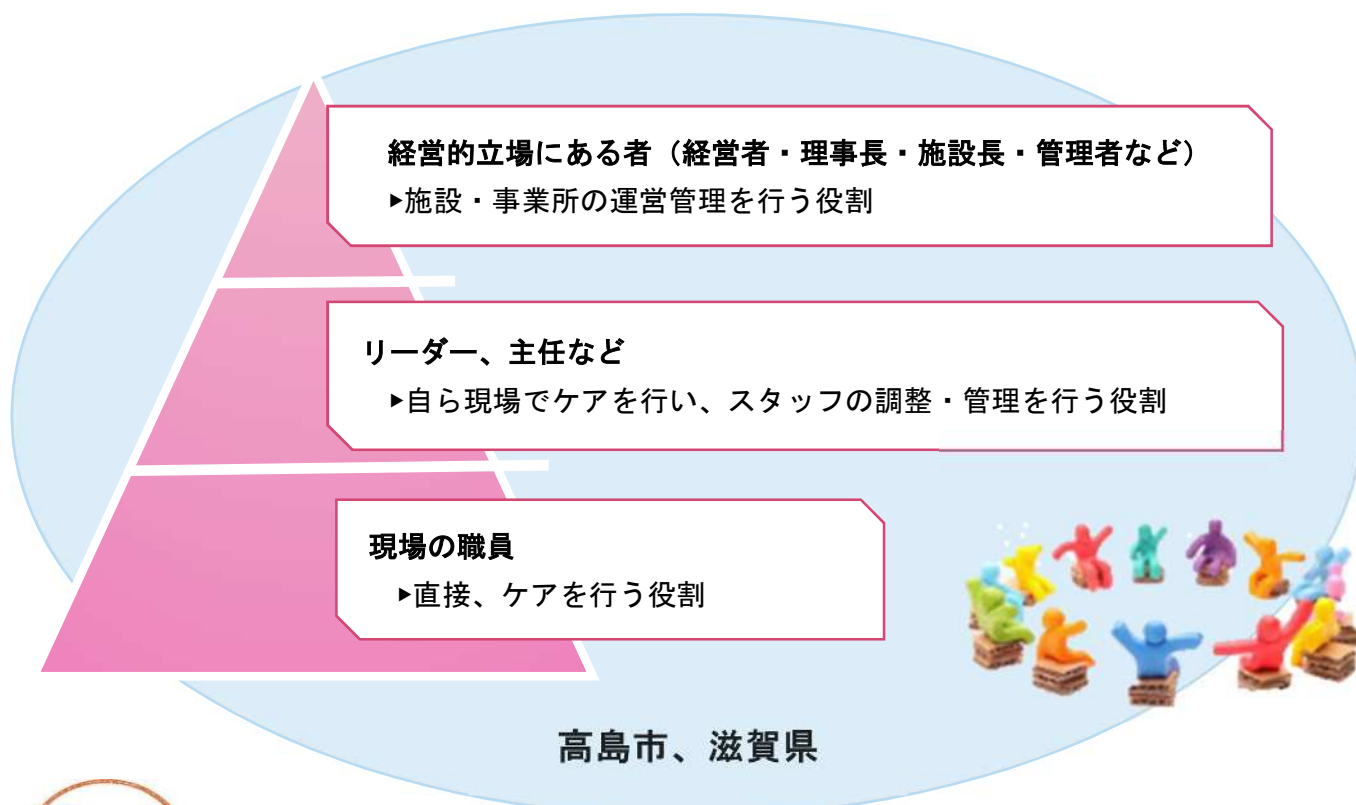 経営的立場にある者（経営者・理事長・施設長・管理者など）
▶施設・事業所の運営管理を行う役割
リーダー、主任など
▶自ら現場でケアを行い、スタッフの調整・管理を行う役割
現場の職員
▶直接、ケアを行う役割
高島市、滋賀県